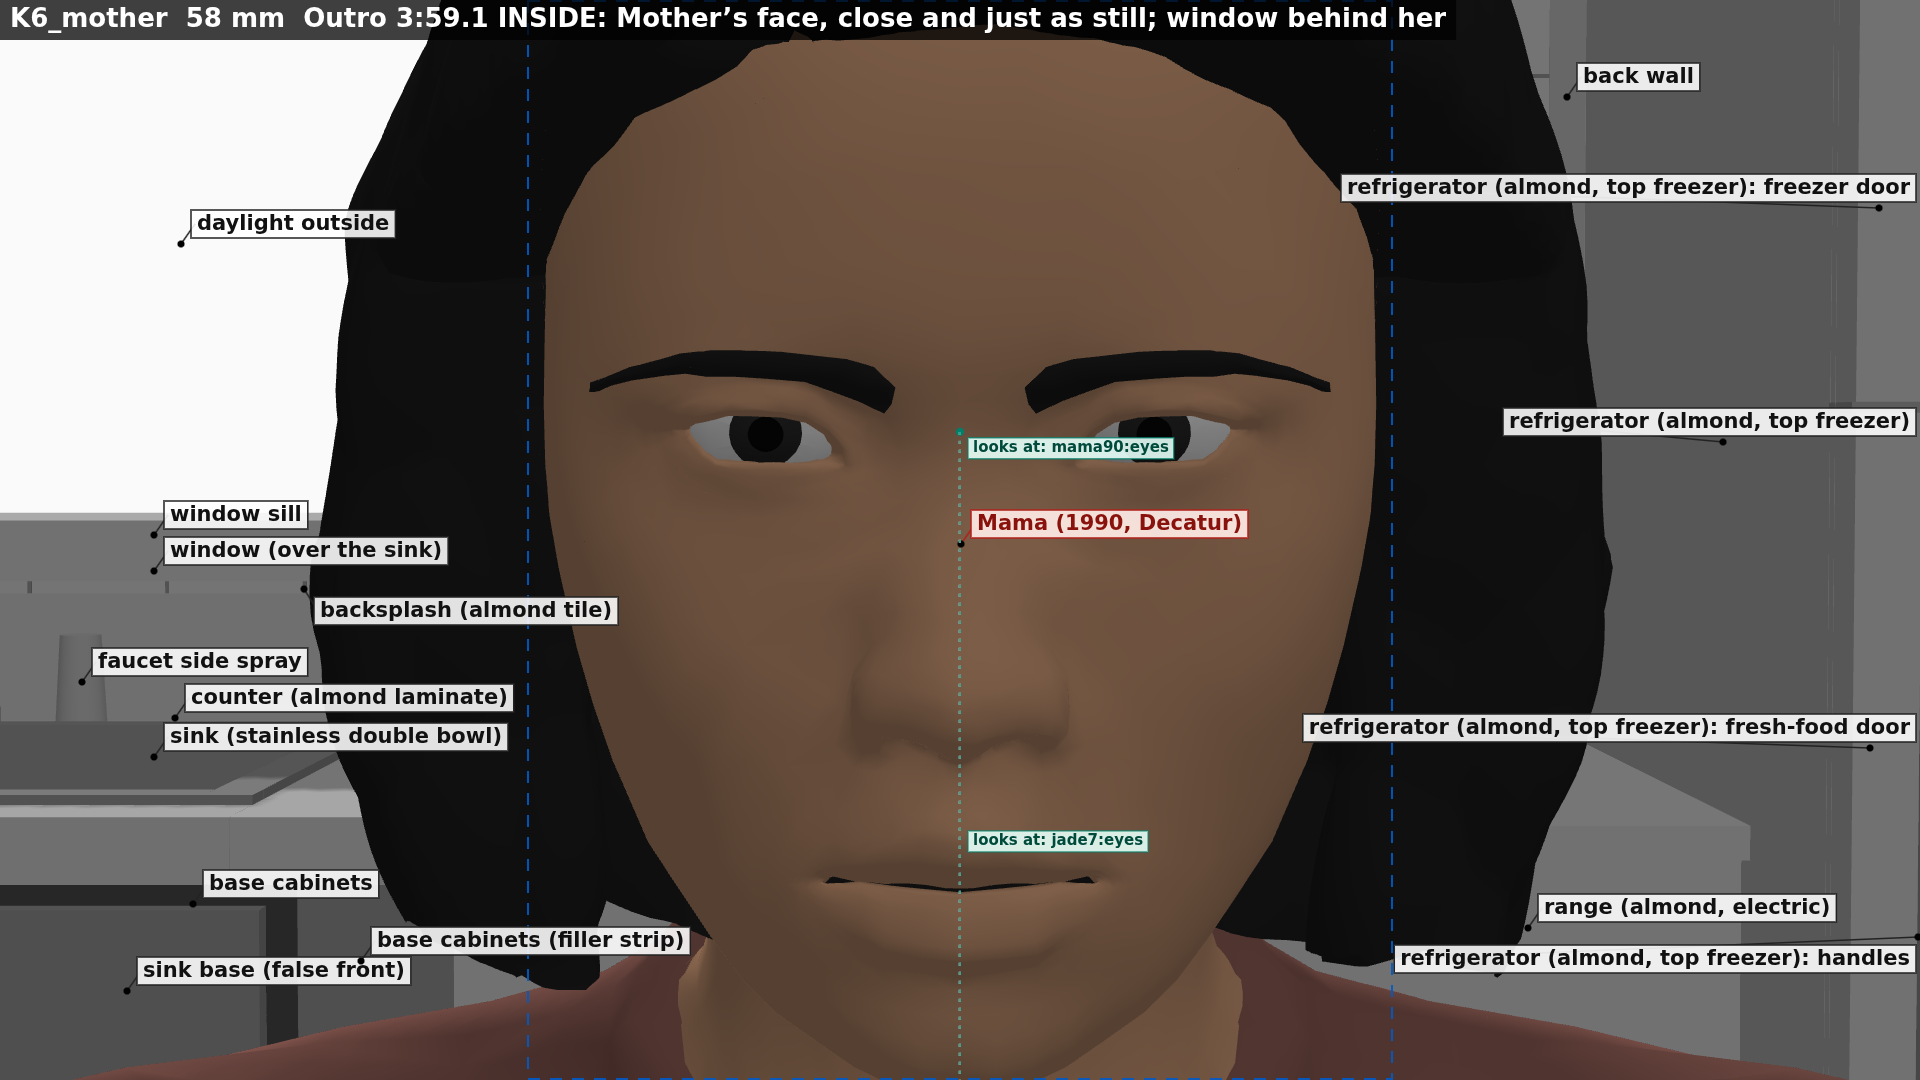 K6_mother 58 mm Outro 3:59.1 INSIDE: Mother’s face, close and just as still; window behind her
back wall
refrigerator (almond, top freezer): freezer door
daylight outside
refrigerator (almond, top freezer)
looks at: mama90:eyes
window sill
Mama (1990, Decatur)
window (over the sink)
backsplash (almond tile)
faucet side spray
counter (almond laminate)
refrigerator (almond, top freezer): fresh-food door
sink (stainless double bowl)
looks at: jade7:eyes
base cabinets
range (almond, electric)
base cabinets (filler strip)
refrigerator (almond, top freezer): handles
sink base (false front)